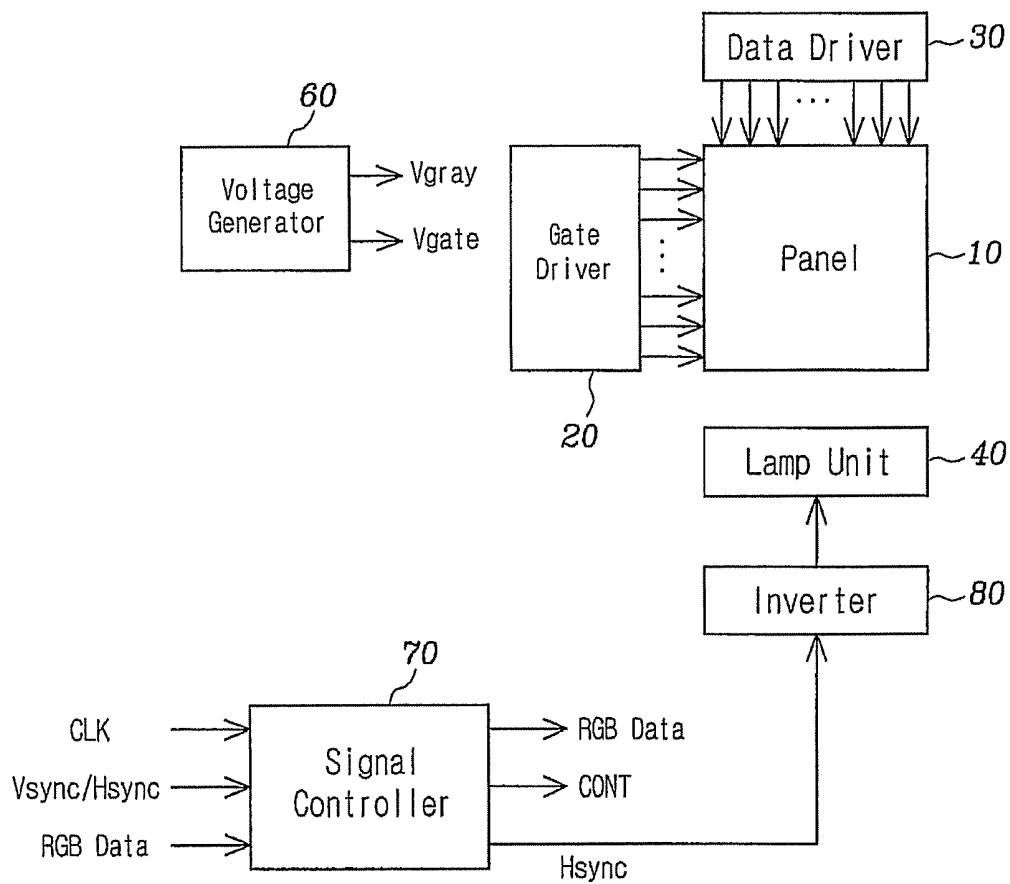 Data Driver
30
60
Voltage
Generator
Vgray
Vgate
Gate
Driver
20
Panel
10
Lamp Unit
40
Inverter
80
70
CLK
Vsync/Hsync
RGB Data
Signal
Controller
RGB Data
CONT
Hsync